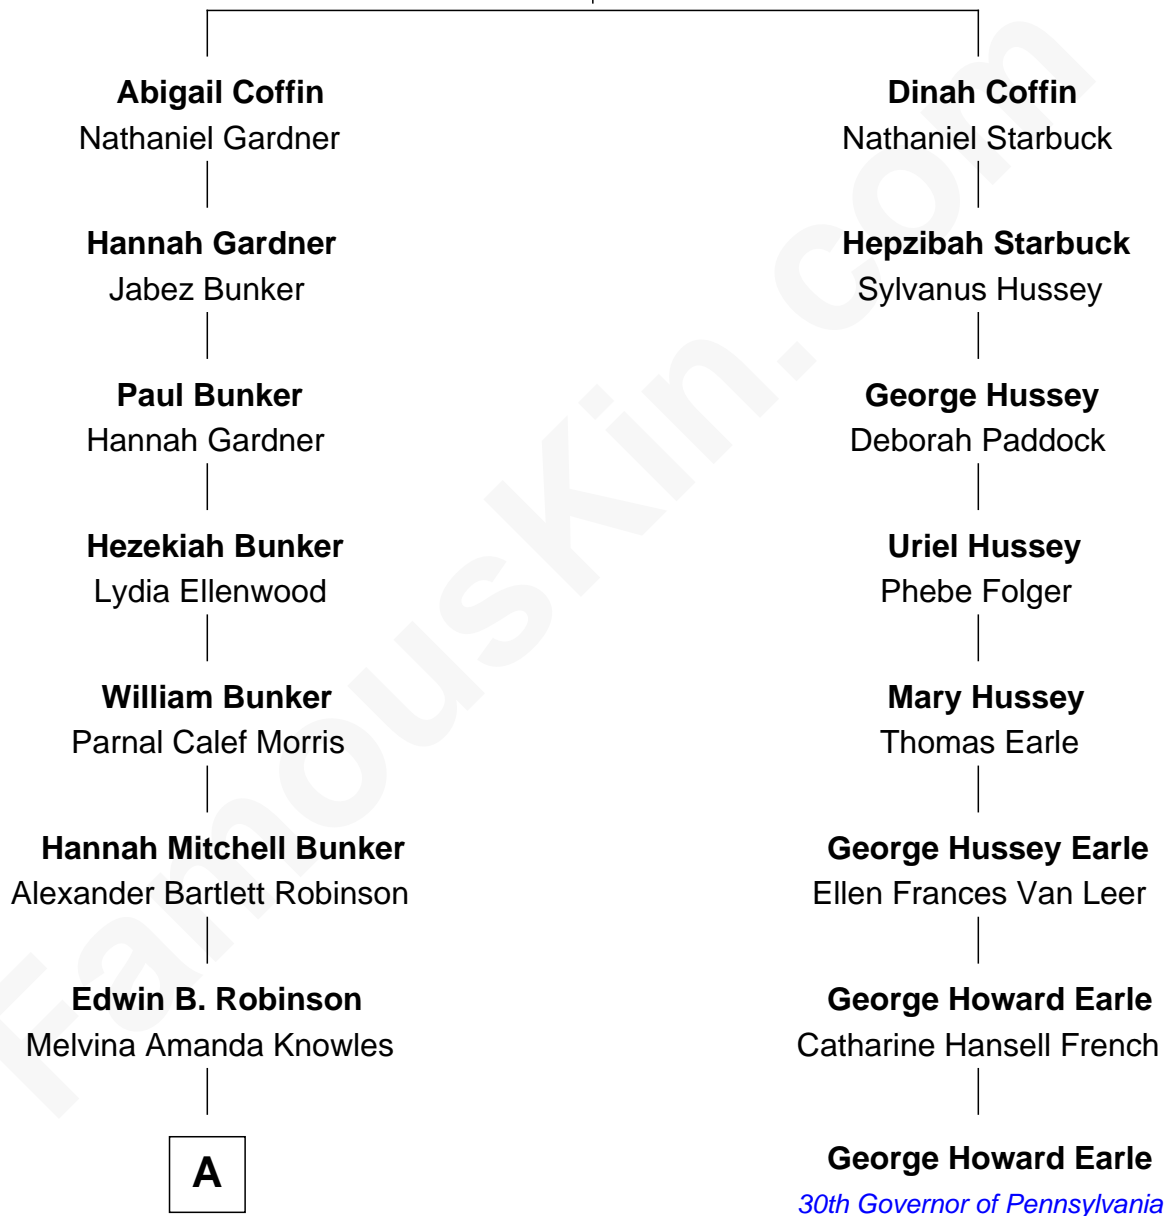 Abigail Coffin
Nathaniel Gardner
Hannah Gardner
Jabez Bunker
Paul Bunker
Hannah Gardner
Hezekiah Bunker
Lydia Ellenwood
William Bunker
Parnal Calef Morris
Hannah Mitchell Bunker
Alexander Bartlett Robinson
Edwin B. Robinson
Melvina Amanda Knowles
A
Dinah Coffin
Nathaniel Starbuck
Hepzibah Starbuck
Sylvanus Hussey
George Hussey
Deborah Paddock
Uriel Hussey
Phebe Folger
Mary Hussey
Thomas Earle
George Hussey Earle
Ellen Frances Van Leer
George Howard Earle
Catharine Hansell French
George Howard Earle
30th Governor of Pennsylvania
FamousKin.com